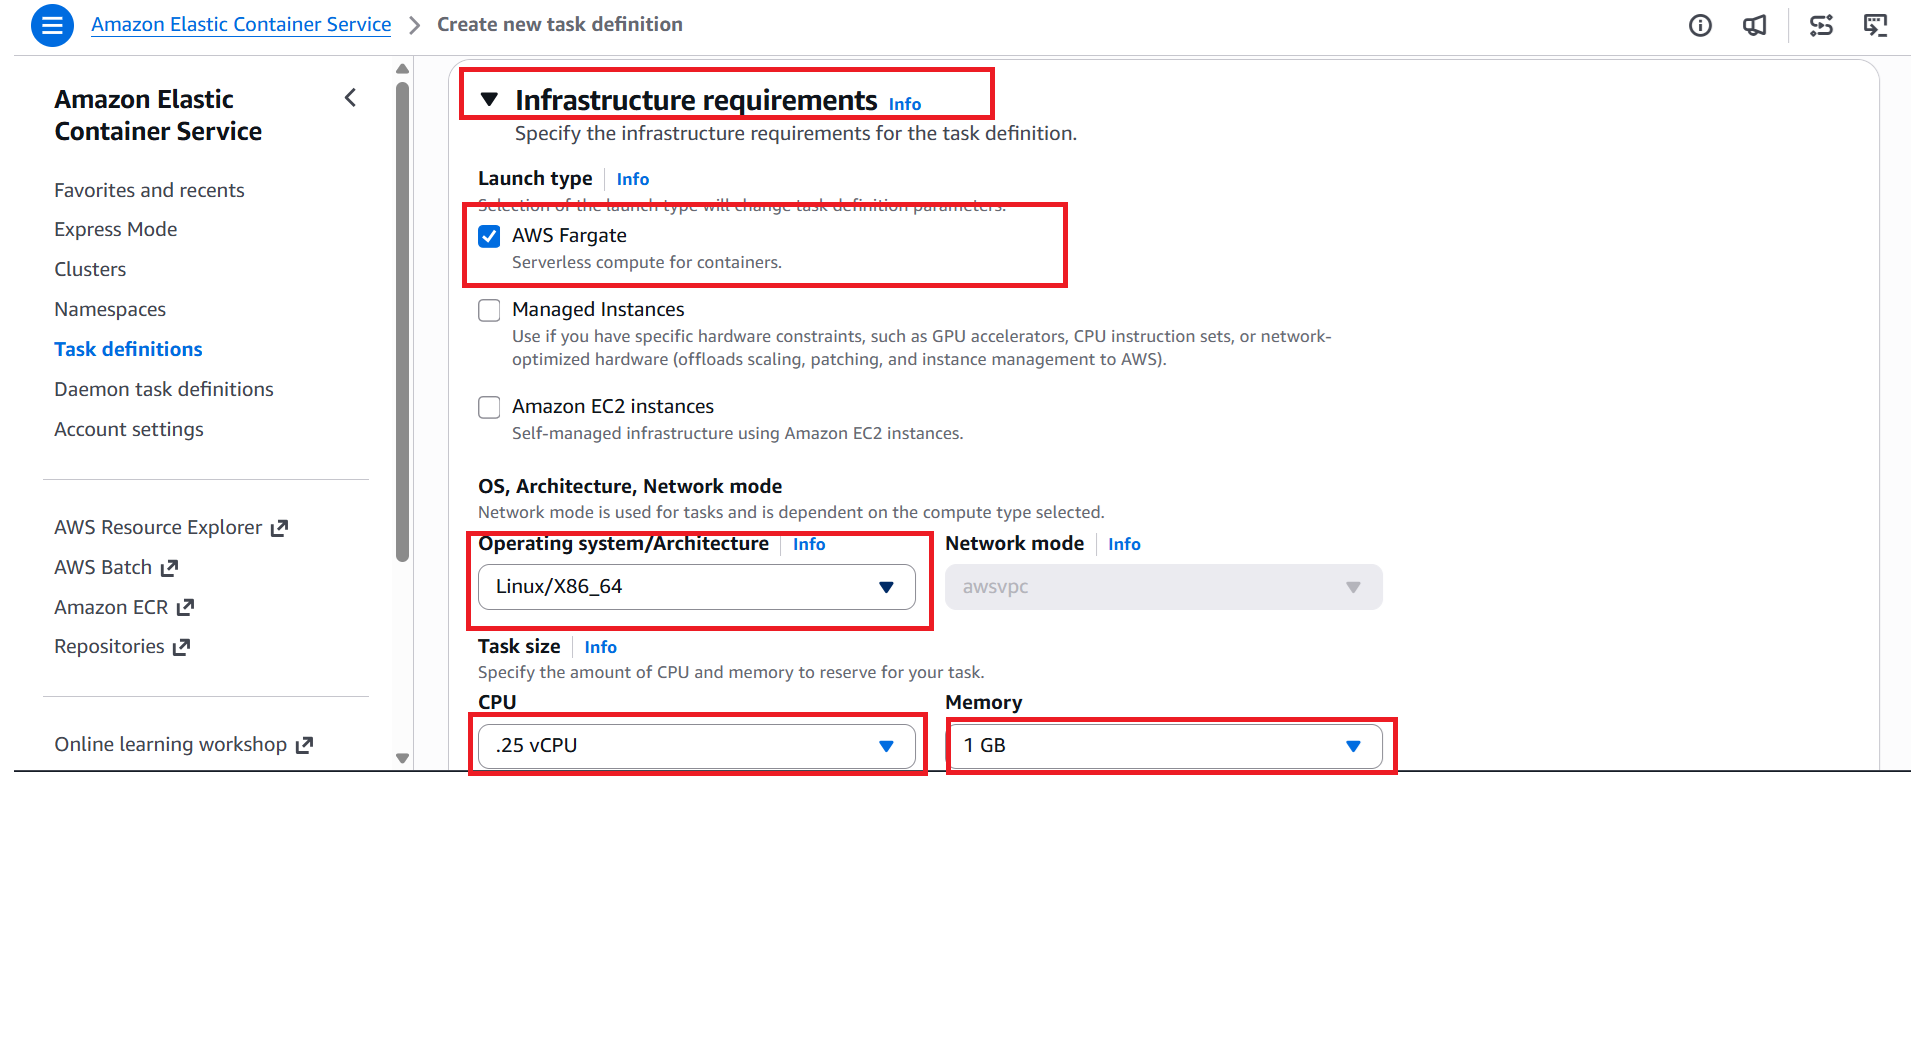 Amazon Elastic Container Service > Create new task definition
Amazon Elastic
Container Service
Favorites and recents
Express Mode
Clusters
Namespaces
Task definitions
Daemon task definitions
Account settings
AWS Resource Explorer
AWS Batch
Amazon ECR
Repositories
Online learning workshop
Infrastructure requirements Info
Specify the infrastructure requirements for the task definition.
Launch type Info
Selection of the launch type will change task definition parameters.
AWS Fargate
Serverless compute for containers.
Managed Instances
Use if you have specific hardware constraints, such as GPU accelerators, CPU instruction sets, or network-
optimized hardware (offloads scaling, patching, and instance management to AWS).
Amazon EC2 instances
Self-managed infrastructure using Amazon EC2 instances.
OS, Architecture, Network mode
Network mode is used for tasks and is dependent on the compute type selected.
Operating system/Architecture Info
Linux/X86_64
Network mode Info
awsvpc
Task size Info
Specify the amount of CPU and memory to reserve for your task.
CPU
.25 vCPU
Memory
1 GB